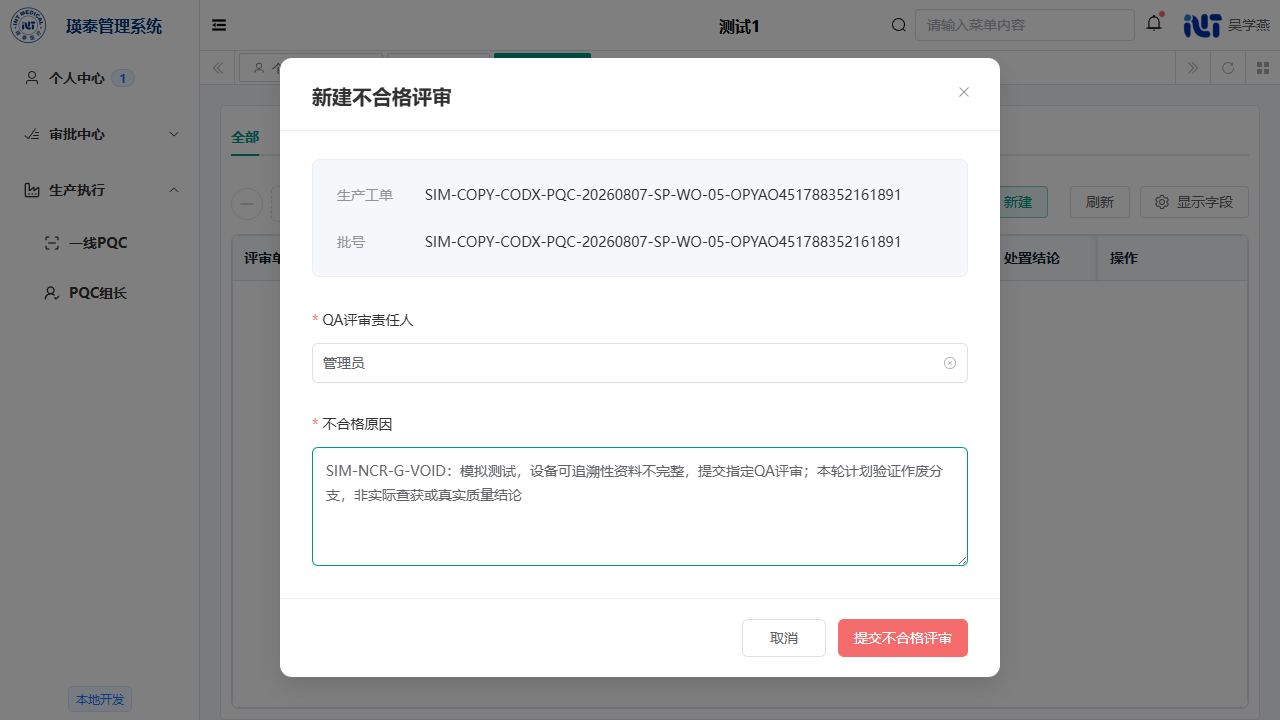 瑛泰管理系统
测试1
请输入菜单内容
吴学燕
个人中心 1
审批中心
生产执行
一线PQC
PQC组长
本地开发
全部
新建
刷新
显示字段
处置结论
操作
新建不合格评审
生产工单 SIM-COPY-CODX-PQC-20260807-SP-WO-05-OPYAO451788352161891
批号 SIM-COPY-CODX-PQC-20260807-SP-WO-05-OPYAO451788352161891
* QA评审责任人
管理员
* 不合格原因
SIM-NCR-G-VOID：模拟测试，设备可追溯性资料不完整，提交指定QA评审；本轮计划验证作废分
支，非实际查获或真实质量结论
取消
提交不合格评审